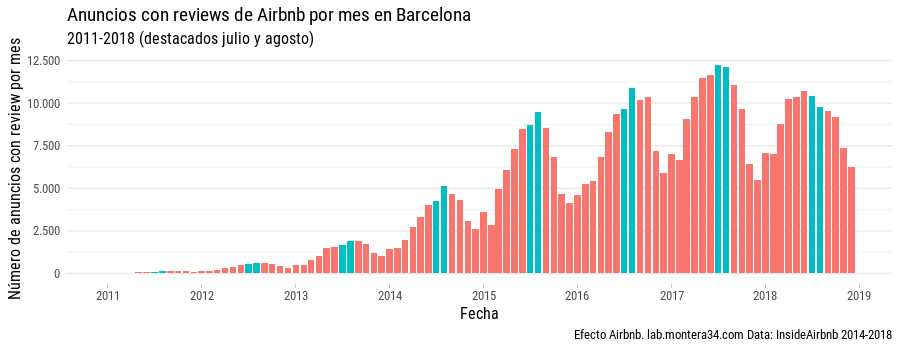 Anuncios con reviews de Airbnb por mes en Barcelona
2011-2018 (destacados julio y agosto)
Número de anuncios con review por mes
12.500
10.000
7.500
5.000
2.500
0
2011 2012 2013 2014 2015 2016 2017 2018 2019
Fecha
Efecto Airbnb. lab.montera34.com Data: InsideAirbnb 2014-2018